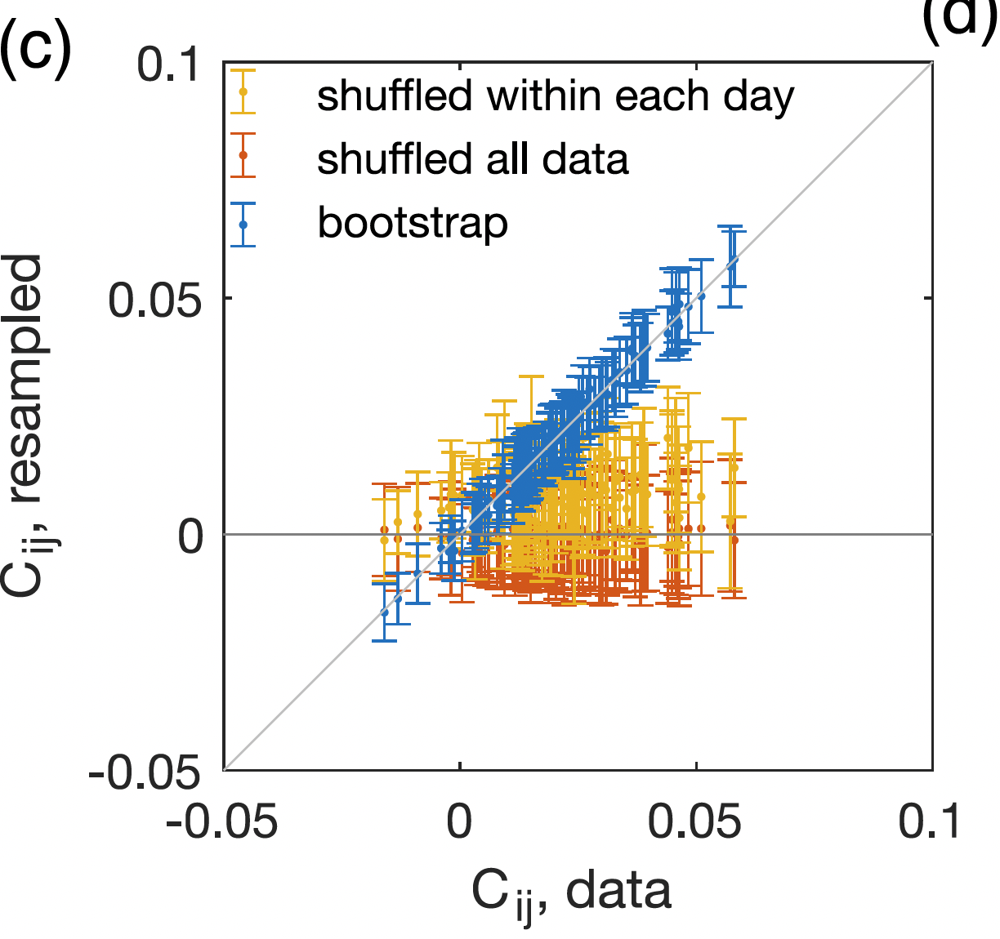 (c)
(d)
0.1
shuffled within each day
shuffled all data
bootstrap
0.05
0
-0.05
C_ij, resampled
-0.05
0
0.05
0.1
C_ij, data